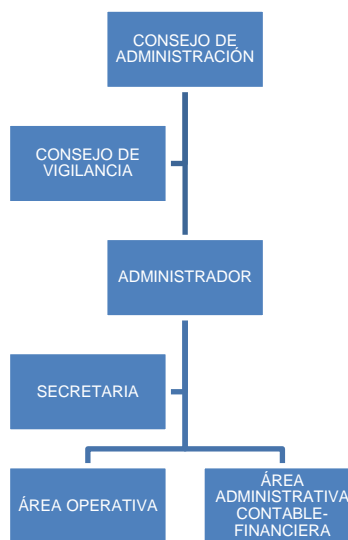 CONSEJO DE
ADMINISTRACIÓN
CONSEJO DE
VIGILANCIA
ADMINISTRADOR
SECRETARIA
ÁREA OPERATIVA
ÁREA
ADMINISTRATIVA
CONTABLE-
FINANCIERA